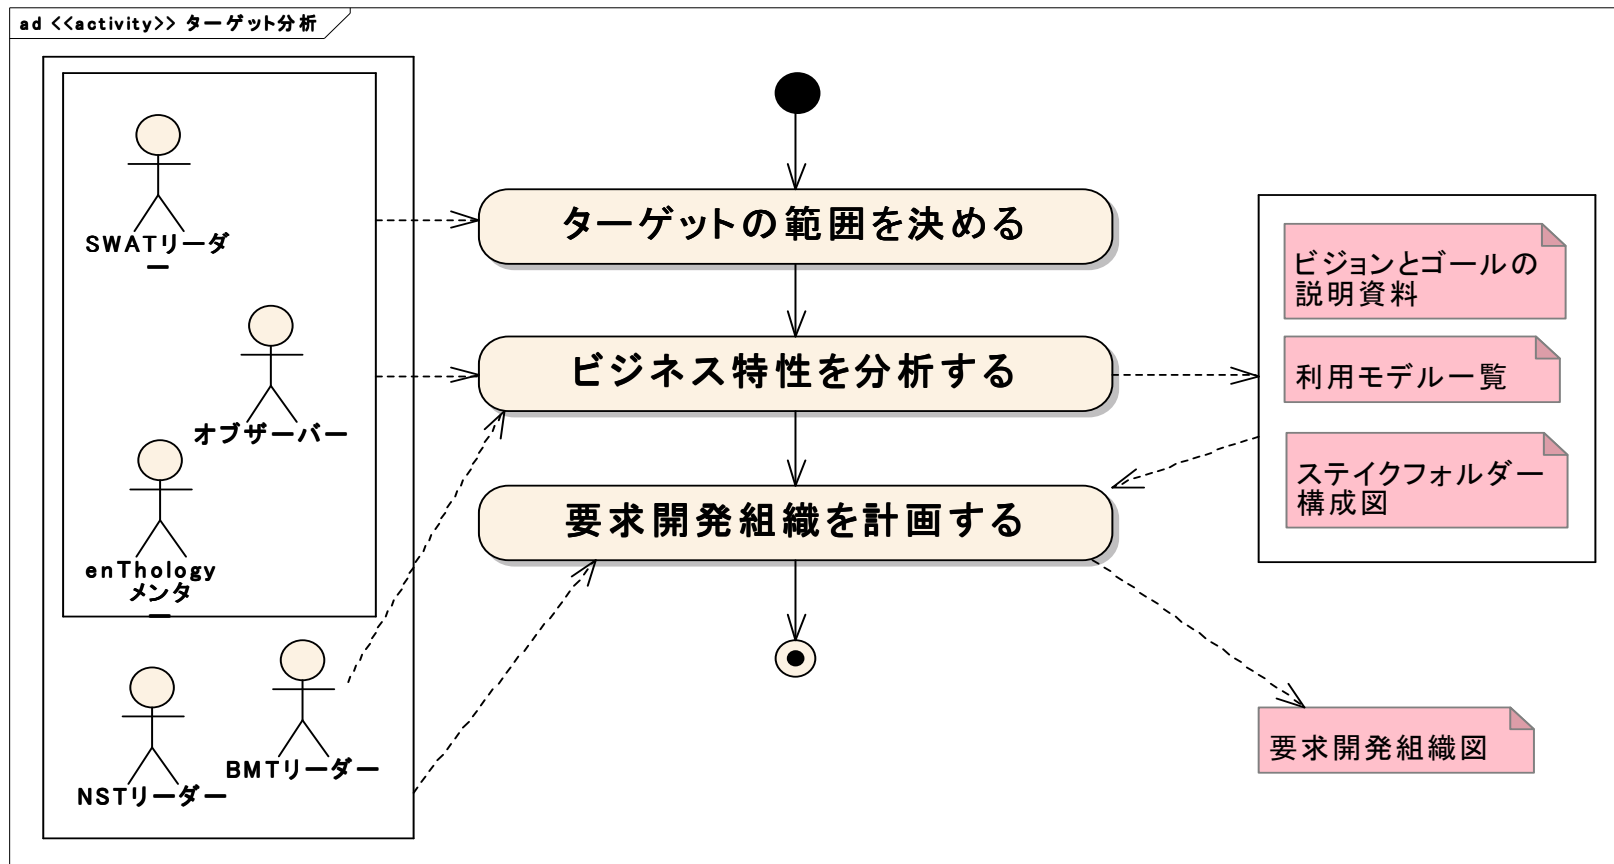 ad <<activity>> ターゲット分析
SWATリーダ
ー
オブザーバー
enThology
メンタ
ー
BMTリーダー
NSTリーダー
ターゲットの範囲を決める
ビジネス特性を分析する
要求開発組織を計画する
ビジョンとゴールの
説明資料
利用モデル一覧
ステイクフォルダー
構成図
要求開発組織図